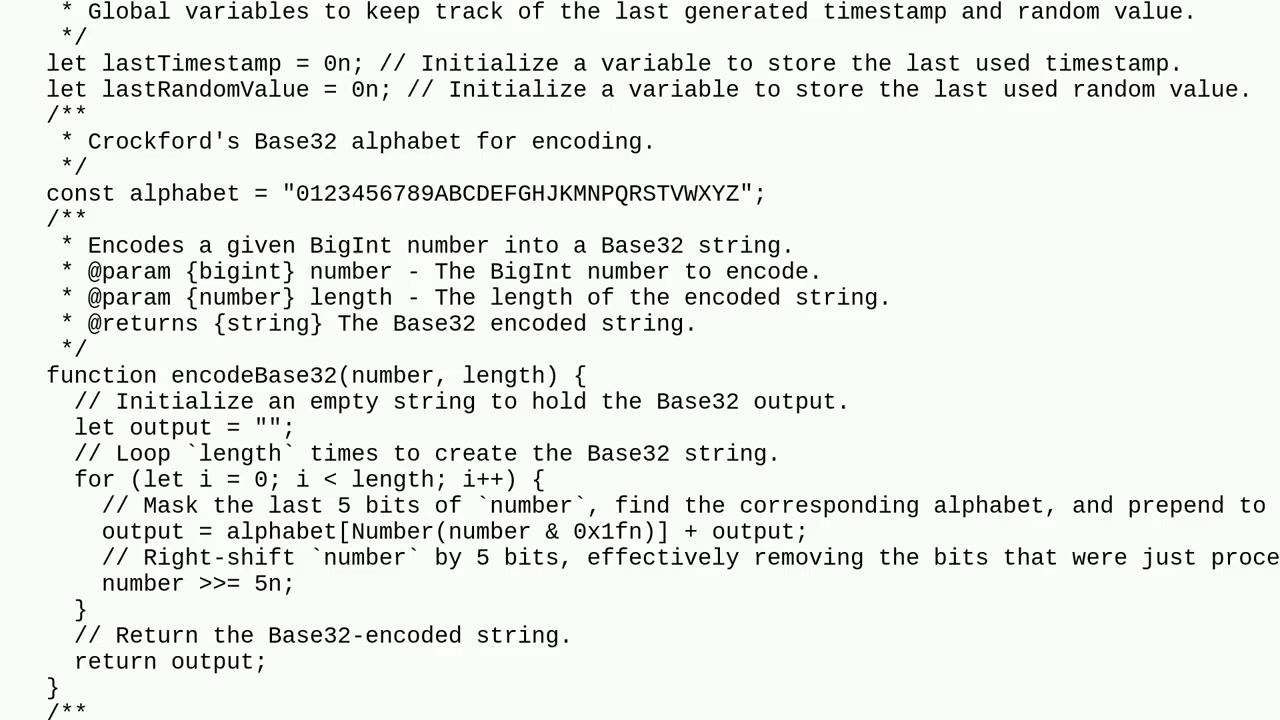 * Global variables to keep track of the last generated timestamp and random value.
 */
let lastTimestamp = 0n; // Initialize a variable to store the last used timestamp.
let lastRandomValue = 0n; // Initialize a variable to store the last used random value.
/**
 * Crockford's Base32 alphabet for encoding.
 */
const alphabet = "0123456789ABCDEFGHJKMNPQRSTVWXYZ";
/**
 * Encodes a given BigInt number into a Base32 string.
 * @param {bigint} number - The BigInt number to encode.
 * @param {number} length - The length of the encoded string.
 * @returns {string} The Base32 encoded string.
 */
function encodeBase32(number, length) {
  // Initialize an empty string to hold the Base32 output.
  let output = "";
  // Loop `length` times to create the Base32 string.
  for (let i = 0; i < length; i++) {
    // Mask the last 5 bits of `number`, find the corresponding alphabet, and prepend to
    output = alphabet[Number(number & 0x1fn)] + output;
    // Right-shift `number` by 5 bits, effectively removing the bits that were just proce
    number >>= 5n;
  }
  // Return the Base32-encoded string.
  return output;
}
/**